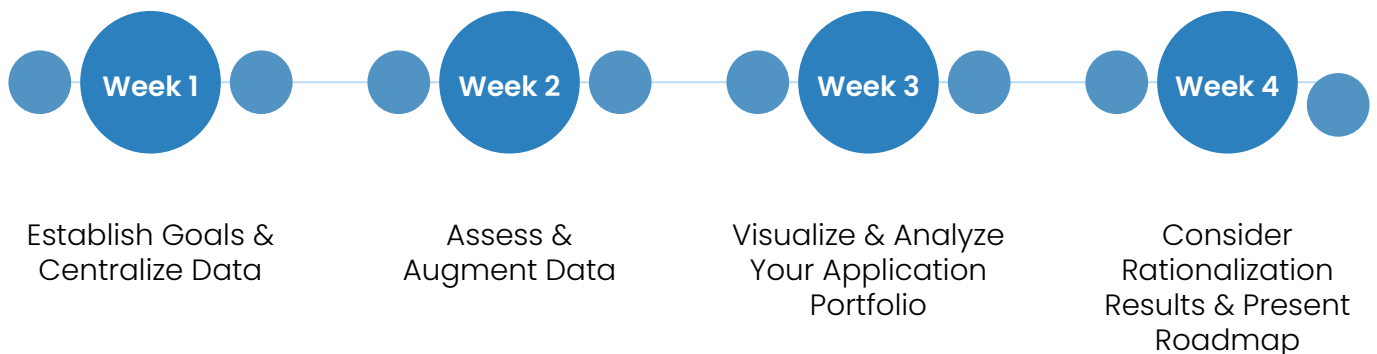 Week 1
Week 2
Week 3
Week 4
Establish Goals &
Centralize Data
Assess &
Augment Data
Visualize & Analyze
Your Application
Portfolio
Consider
Rationalization
Results & Present
Roadmap